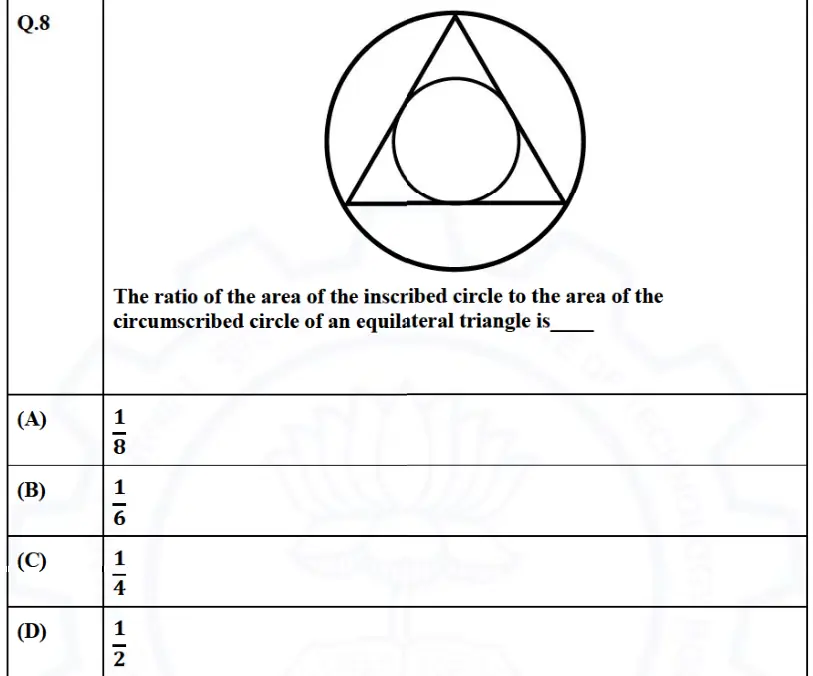 Q.8
The ratio of the area of the inscribed circle to the area of the
circumscribed circle of an equilateral triangle is____
(A) 1/8
(B) 1/6
(C) 1/4
(D) 1/2